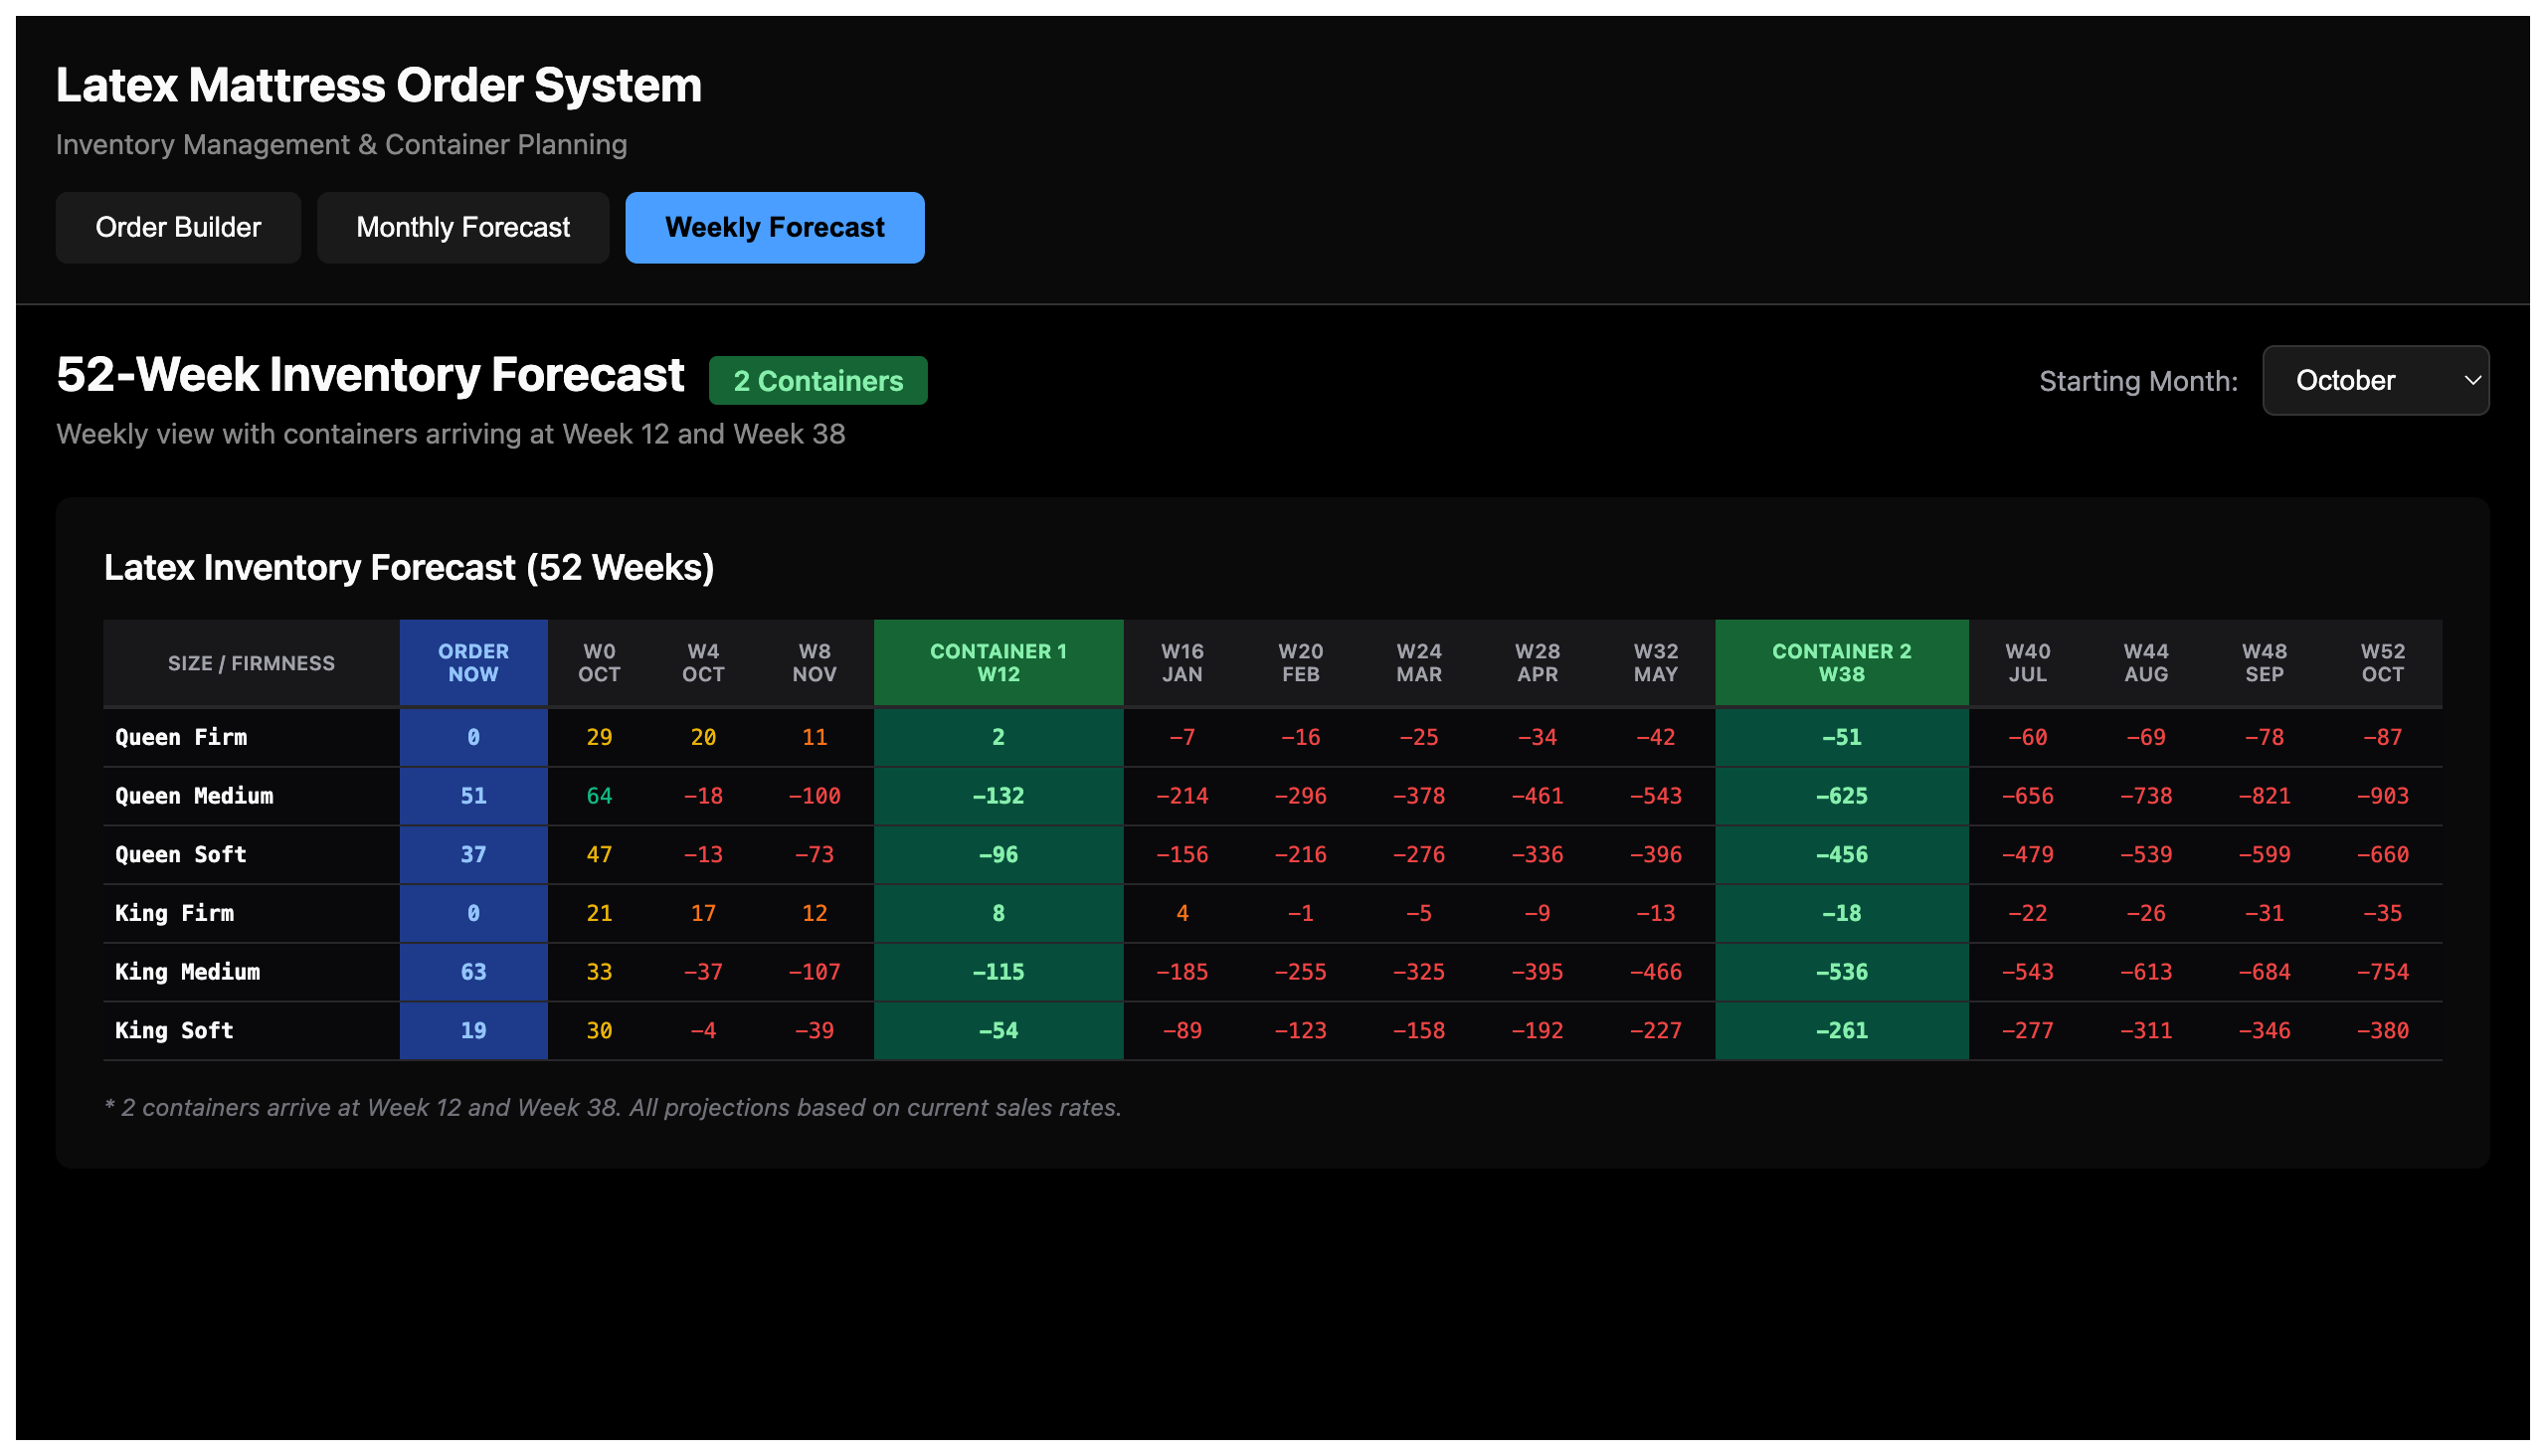 Latex Mattress Order System
Inventory Management & Container Planning
Order Builder Monthly Forecast Weekly Forecast
52-Week Inventory Forecast 2 Containers Starting Month: October
Weekly view with containers arriving at Week 12 and Week 38
Latex Inventory Forecast (52 Weeks)
SIZE / FIRMNESS ORDER NOW W0 OCT W4 OCT W8 NOV CONTAINER 1 W12 W16 JAN W20 FEB W24 MAR W28 APR W32 MAY CONTAINER 2 W38 W40 JUL W44 AUG W48 SEP W52 OCT
Queen Firm 0 29 20 11 2 -7 -16 -25 -34 -42 -51 -60 -69 -78 -87
Queen Medium 51 64 -18 -100 -132 -214 -296 -378 -461 -543 -625 -656 -738 -821 -903
Queen Soft 37 47 -13 -73 -96 -156 -216 -276 -336 -396 -456 -479 -539 -599 -660
King Firm 0 21 17 12 8 4 -1 -5 -9 -13 -18 -22 -26 -31 -35
King Medium 63 33 -37 -107 -115 -185 -255 -325 -395 -466 -536 -543 -613 -684 -754
King Soft 19 30 -4 -39 -54 -89 -123 -158 -192 -227 -261 -277 -311 -346 -380
* 2 containers arrive at Week 12 and Week 38. All projections based on current sales rates.